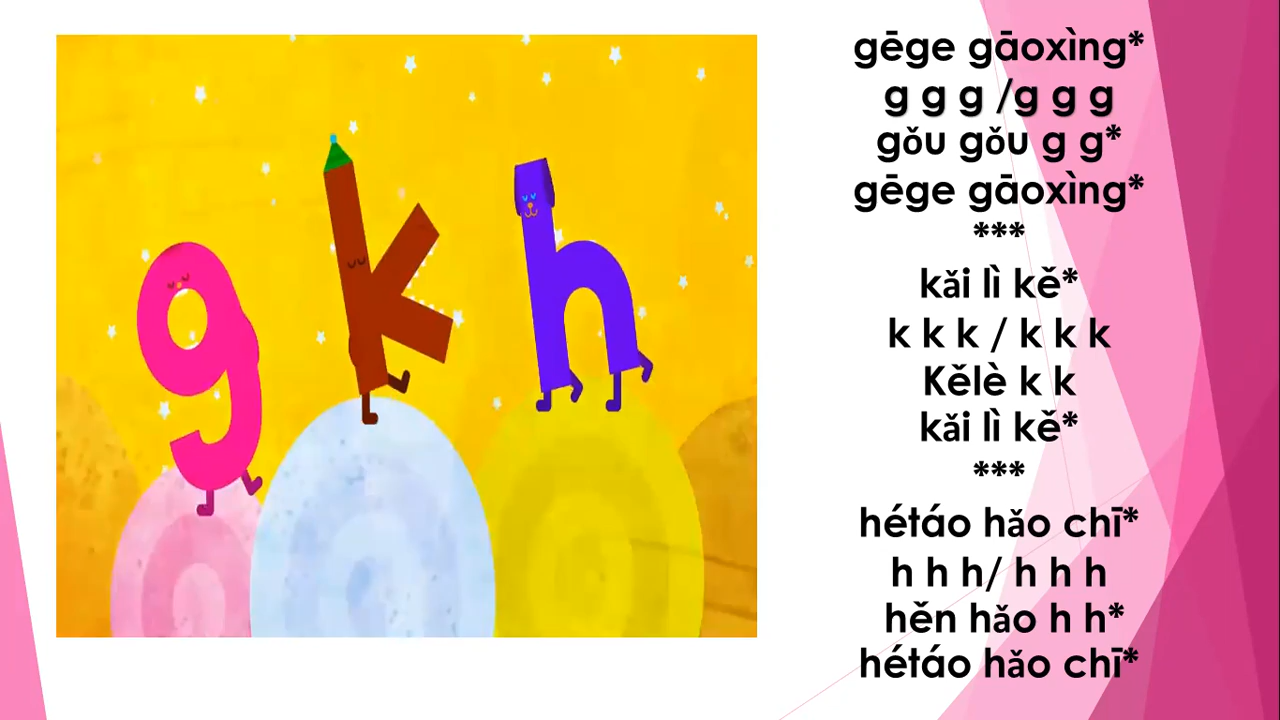 gēge gāoxìng*
g g g /g g g
gǒu gǒu g g*
gēge gāoxìng*
***
kǎi lì kě*
k k k / k k k
Kělè k k
kǎi lì kě*
***
hétáo hǎo chī*
h h h/ h h h
hěn hǎo h h*
hétáo hǎo chī*
g k h